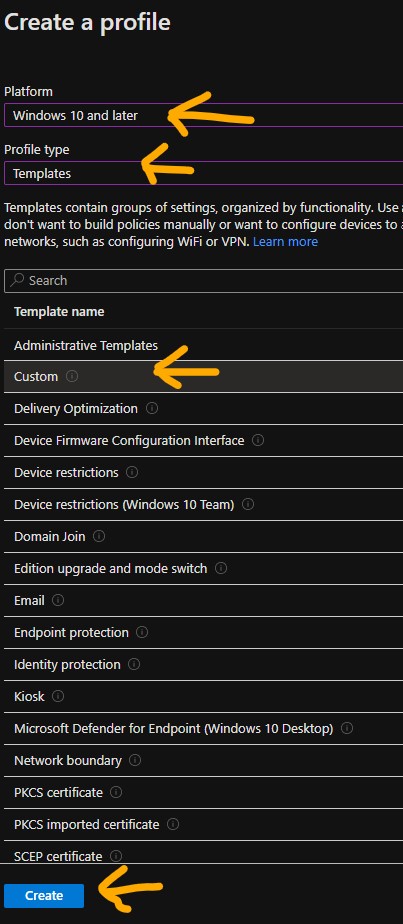 Create a profile
Platform
Windows 10 and later
Profile type
Templates
Templates contain groups of settings, organized by functionality. Use
don't want to build policies manually or want to configure devices to
networks, such as configuring WiFi or VPN. Learn more
Search
Template name
Administrative Templates
Custom
Delivery Optimization
Device Firmware Configuration Interface
Device restrictions
Device restrictions (Windows 10 Team)
Domain Join
Edition upgrade and mode switch
Email
Endpoint protection
Identity protection
Kiosk
Microsoft Defender for Endpoint (Windows 10 Desktop)
Network boundary
PKCS certificate
PKCS imported certificate
SCEP certificate
Create